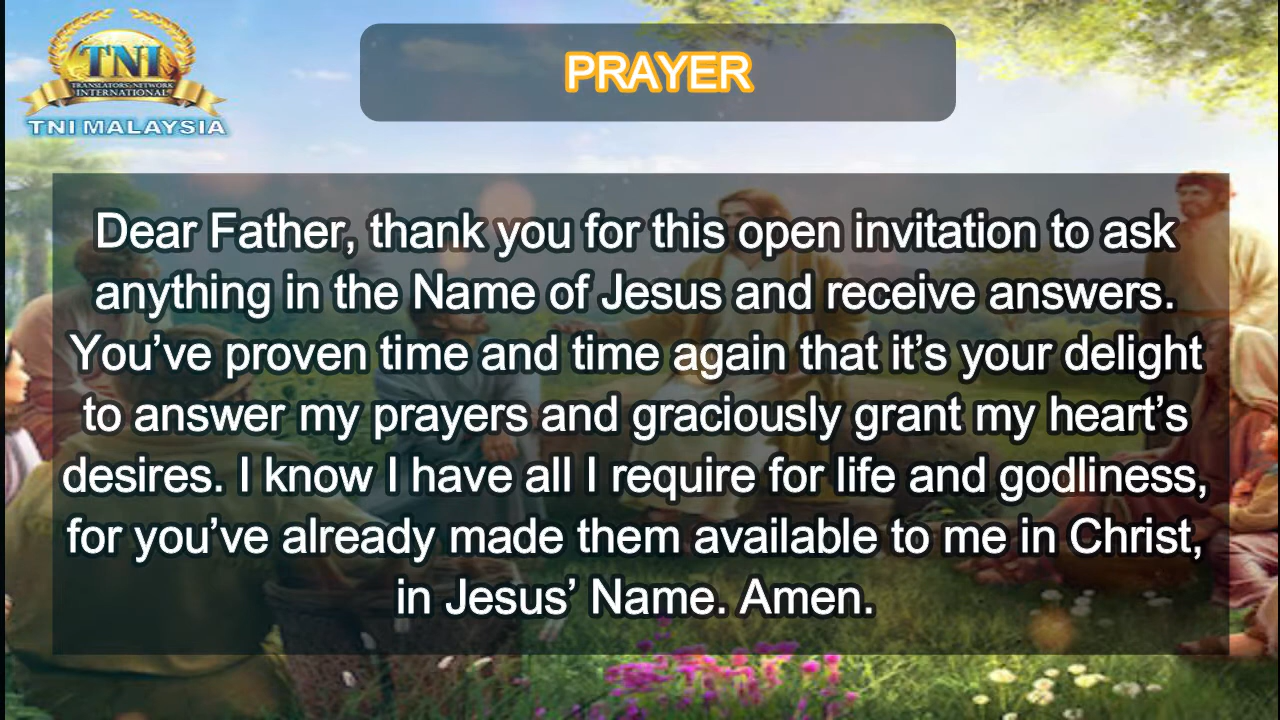 TNI
TRANSLATORS NETWORK
INTERNATIONAL
TNI MALAYSIA
PRAYER
Dear Father, thank you for this open invitation to ask
anything in the Name of Jesus and receive answers.
You’ve proven time and time again that it’s your delight
to answer my prayers and graciously grant my heart’s
desires. I know I have all I require for life and godliness,
for you’ve already made them available to me in Christ,
in Jesus’ Name. Amen.